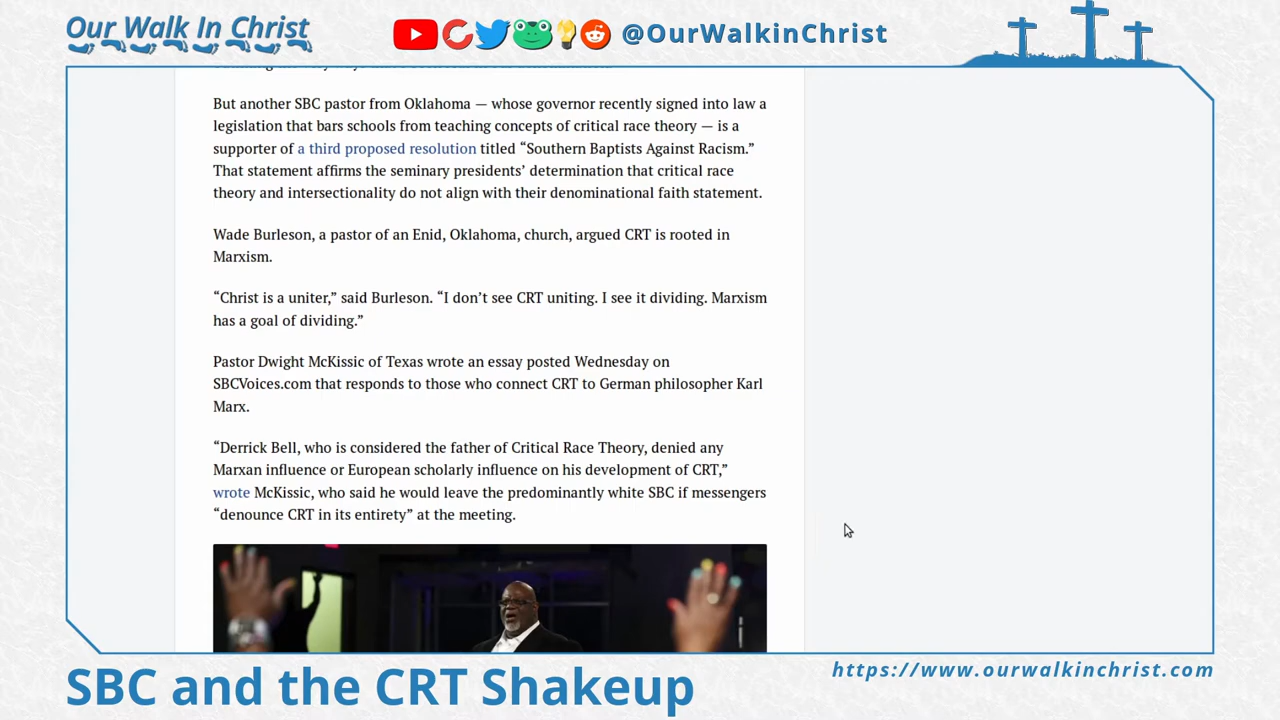 Our Walk In Christ
@OurWalkinChrist
But another SBC pastor from Oklahoma — whose governor recently signed into law a
legislation that bars schools from teaching concepts of critical race theory — is a
supporter of a third proposed resolution titled “Southern Baptists Against Racism.”
That statement affirms the seminary presidents’ determination that critical race
theory and intersectionality do not align with their denominational faith statement.
Wade Burleson, a pastor of an Enid, Oklahoma, church, argued CRT is rooted in
Marxism.
“Christ is a uniter,” said Burleson. “I don’t see CRT uniting. I see it dividing. Marxism
has a goal of dividing.”
Pastor Dwight McKissic of Texas wrote an essay posted Wednesday on
SBCVoices.com that responds to those who connect CRT to German philosopher Karl
Marx.
“Derrick Bell, who is considered the father of Critical Race Theory, denied any
Marxan influence or European scholarly influence on his development of CRT,”
wrote McKissic, who said he would leave the predominantly white SBC if messengers
“denounce CRT in its entirety” at the meeting.
SBC and the CRT Shakeup
https://www.ourwalkinchrist.com